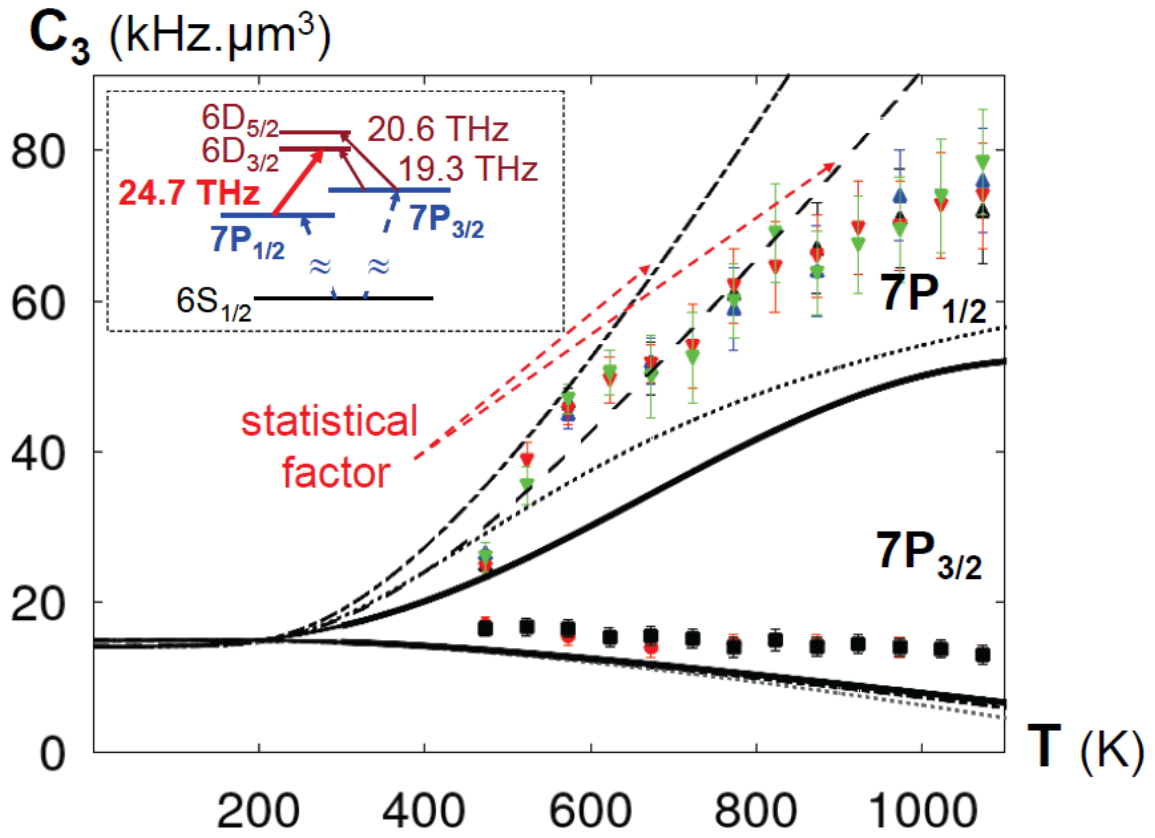 C₃ (kHz.µm³)
6D₅/₂
20.6 THz
6D₃/₂
19.3 THz
24.7 THz
7P₃/₂
7P₁/₂
≈ ≈
6S₁/₂
80
60
40
20
0
statistical
factor
7P₁/₂
7P₃/₂
T (K)
200 400 600 800 1000